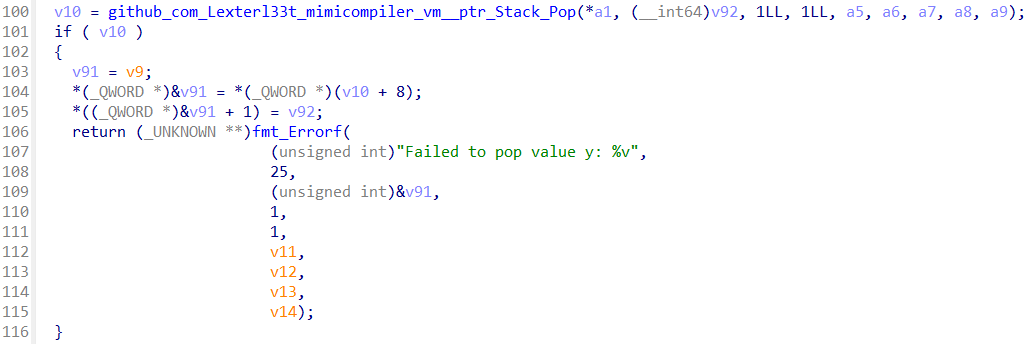 100 v10 = github_com_Lexterl33t_mimicompiler_vm__ptr_Stack_Pop(*a1, (__int64)v92, 1LL, 1LL, a5, a6, a7, a8, a9);
101 if ( v10 )
102 {
103 v91 = v9;
104 *(_QWORD *)&v91 = *(_QWORD *)(v10 + 8);
105 *((_QWORD *)&v91 + 1) = v92;
106 return (_UNKNOWN **)fmt_Errorf(
107 (unsigned int)"Failed to pop value y: %v",
108 25,
109 (unsigned int)&v91,
110 1,
111 1,
112 v11,
113 v12,
114 v13,
115 v14);
116 }